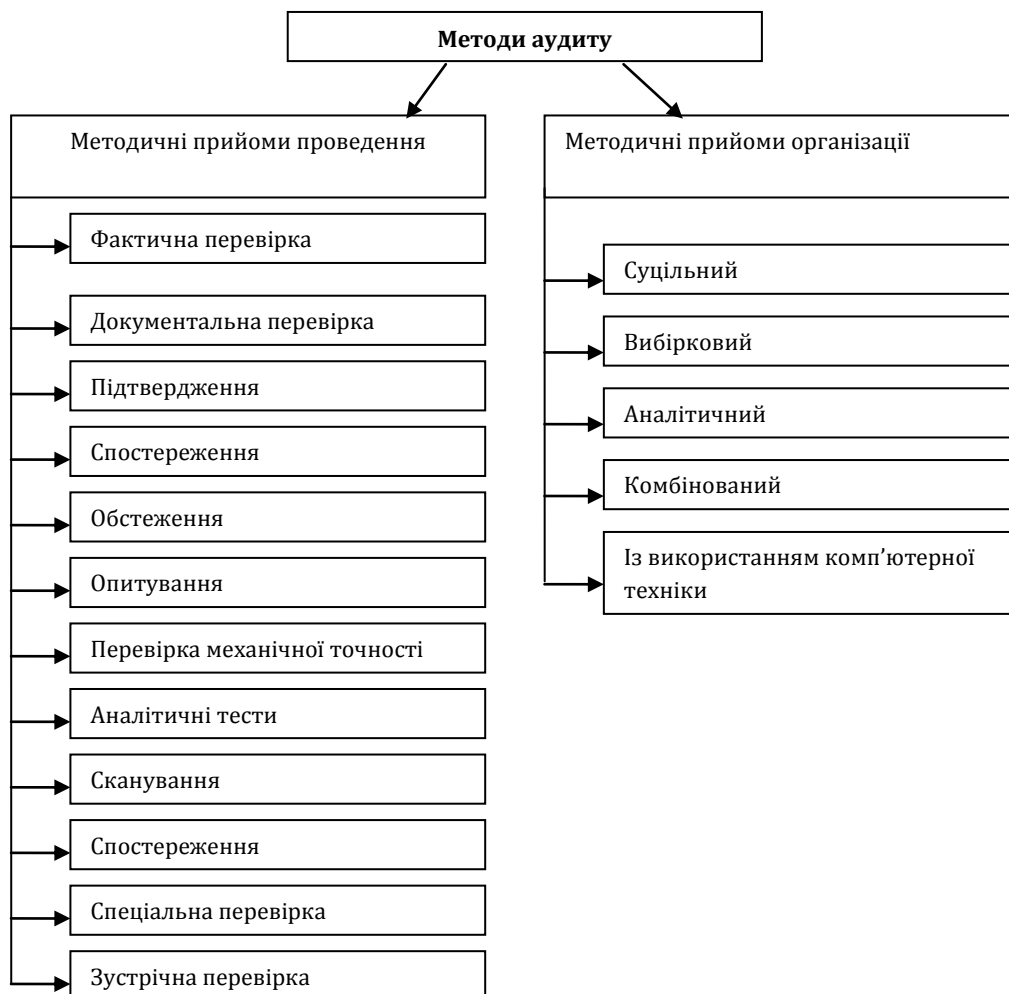 Методи аудиту
Методичні прийоми проведення
Фактична перевірка
Документальна перевірка
Підтвердження
Спостереження
Обстеження
Опитування
Перевірка механічної точності
Аналітичні тести
Сканування
Спостереження
Спеціальна перевірка
Зустрічна перевірка
Методичні прийоми організації
Суцільний
Вибірковий
Аналітичний
Комбінований
Із використанням комп’ютерної
техніки